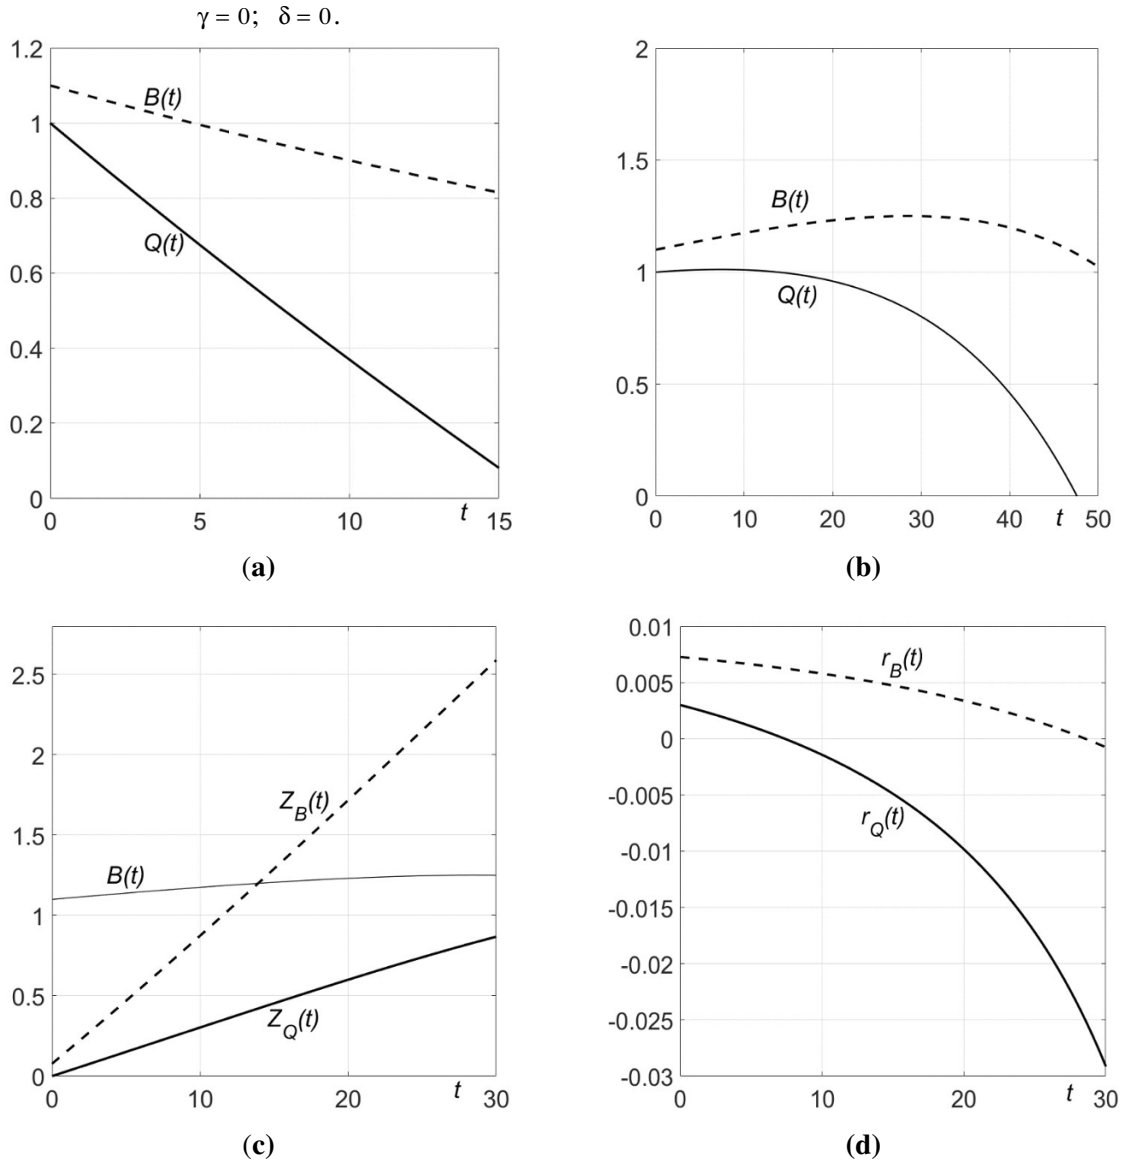 γ = 0; δ = 0.
1.2
1
0.8
0.6
0.4
0.2
0
B(t)
Q(t)
0 5 10 t 15
(a)
2
1.5
1
0.5
0
B(t)
Q(t)
0 10 20 30 40 t 50
(b)
2.5
2
1.5
1
0.5
0
Z_B(t)
B(t)
Z_Q(t)
0 10 20 t 30
(c)
0.01
0.005
0
-0.005
-0.01
-0.015
-0.02
-0.025
-0.03
r_B(t)
r_Q(t)
0 10 20 t 30
(d)